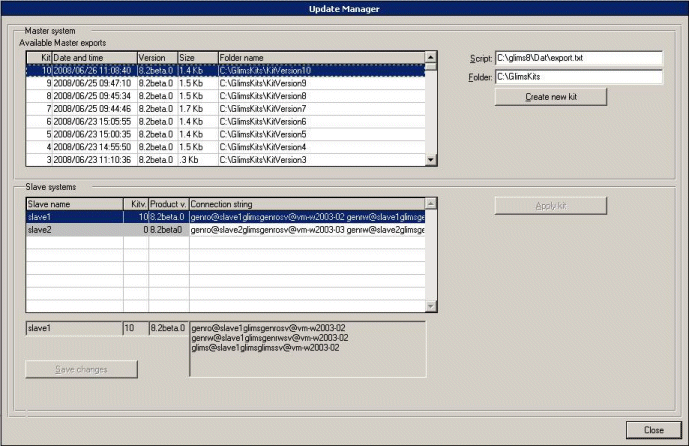 Update Manager
Master system
Available Master exports
Kit Date and time Version Size Folder name
10 2008/06/26 11:08:40 8.2beta.0 1.4 Kb C:\GlimsKits\KitVersion10
9 2008/06/25 09:47:10 8.2beta.0 1.5 Kb C:\GlimsKits\KitVersion9
8 2008/06/25 09:45:34 8.2beta.0 1.5 Kb C:\GlimsKits\KitVersion8
7 2008/06/25 09:44:46 8.2beta.0 1.7 Kb C:\GlimsKits\KitVersion7
6 2008/06/23 15:05:55 8.2beta.0 1.4 Kb C:\GlimsKits\KitVersion6
5 2008/06/23 15:00:35 8.2beta.0 1.4 Kb C:\GlimsKits\KitVersion5
4 2008/06/23 14:55:50 8.2beta.0 1.5 Kb C:\GlimsKits\KitVersion4
3 2008/06/23 11:10:36 8.2beta.0 .3 Kb C:\GlimsKits\KitVersion3
Script: C:\glims8\Dat\export.txt
Folder: C:\GlimsKits
Create new kit
Slave systems
Slave name Kitv. Product v. Connection string
slave1 10 8.2beta.0 genro@slave1glimsgenrosv@vm-w2003-02 genrw@slave1glimsge
slave2 0 8.2beta0 genro@slave2glimsgenrosv@vm-w2003-03 genrw@slave2glimsge
Apply kit
slave1 10 8.2beta.0 genro@slave1glimsgenrosv@vm-w2003-02
genrw@slave1glimsgenrwsv@vm-w2003-02
glims@slave1glimsglimssv@vm-w2003-02
Save changes
Close